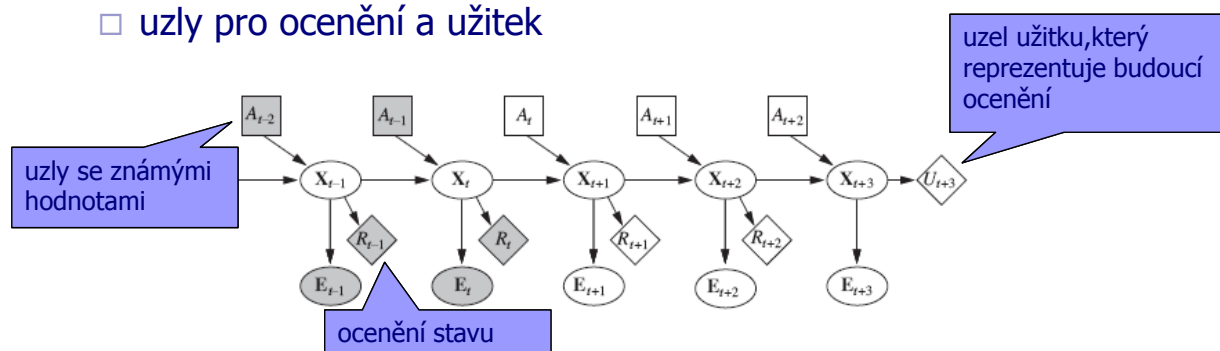 uzly pro ocenění a užitek
uzel užitku,který
reprezentuje budoucí
ocenění
A_{t–2} A_{t–1} A_t A_{t+1} A_{t+2}
uzly se známými
hodnotami
X_{t–1} X_t X_{t+1} X_{t+2} X_{t+3} U_{t+3}
R_{t–1} R_t R_{t+1} R_{t+2}
E_{t–1} E_t E_{t+1} E_{t+2} E_{t+3}
ocenění stavu